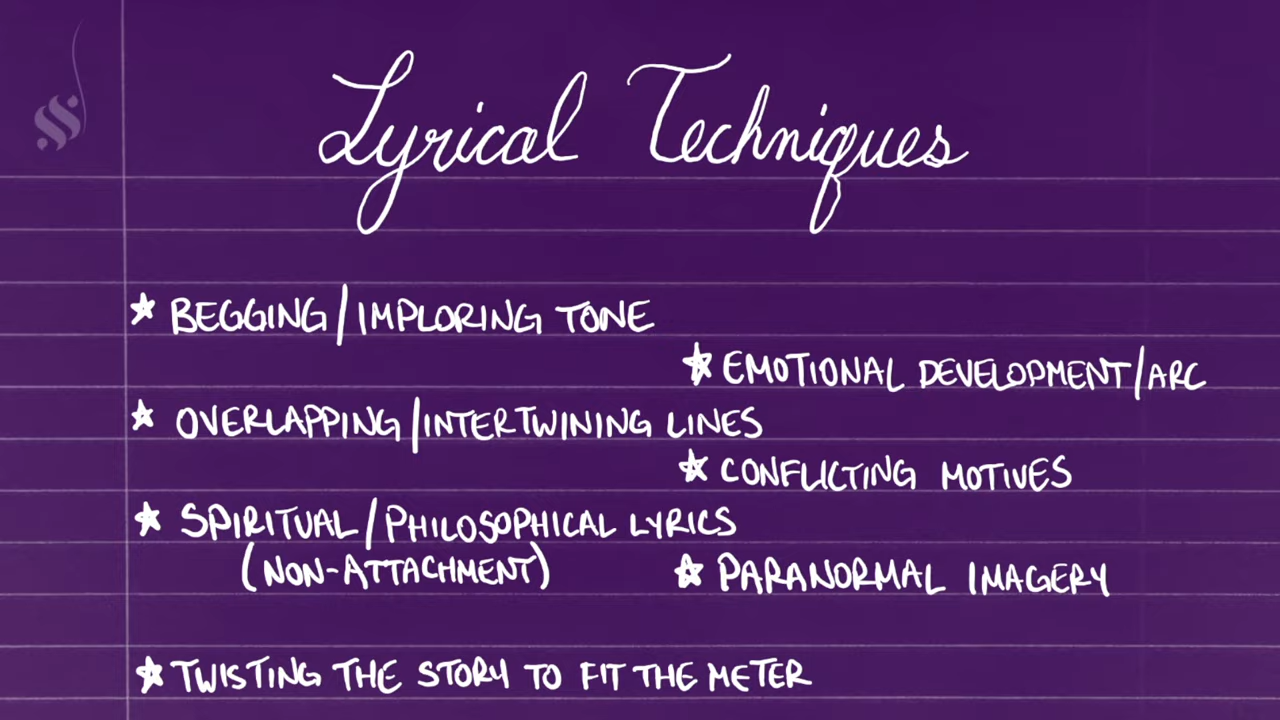 Lyrical Techniques
* BEGGING/IMPLORING TONE
* EMOTIONAL DEVELOPMENT/ARC
* OVERLAPPING/INTERTWINING LINES
* CONFLICTING MOTIVES
* SPIRITUAL/PHILOSOPHICAL LYRICS
(NON-ATTACHMENT)
* PARANORMAL IMAGERY
* TWISTING THE STORY TO FIT THE METER